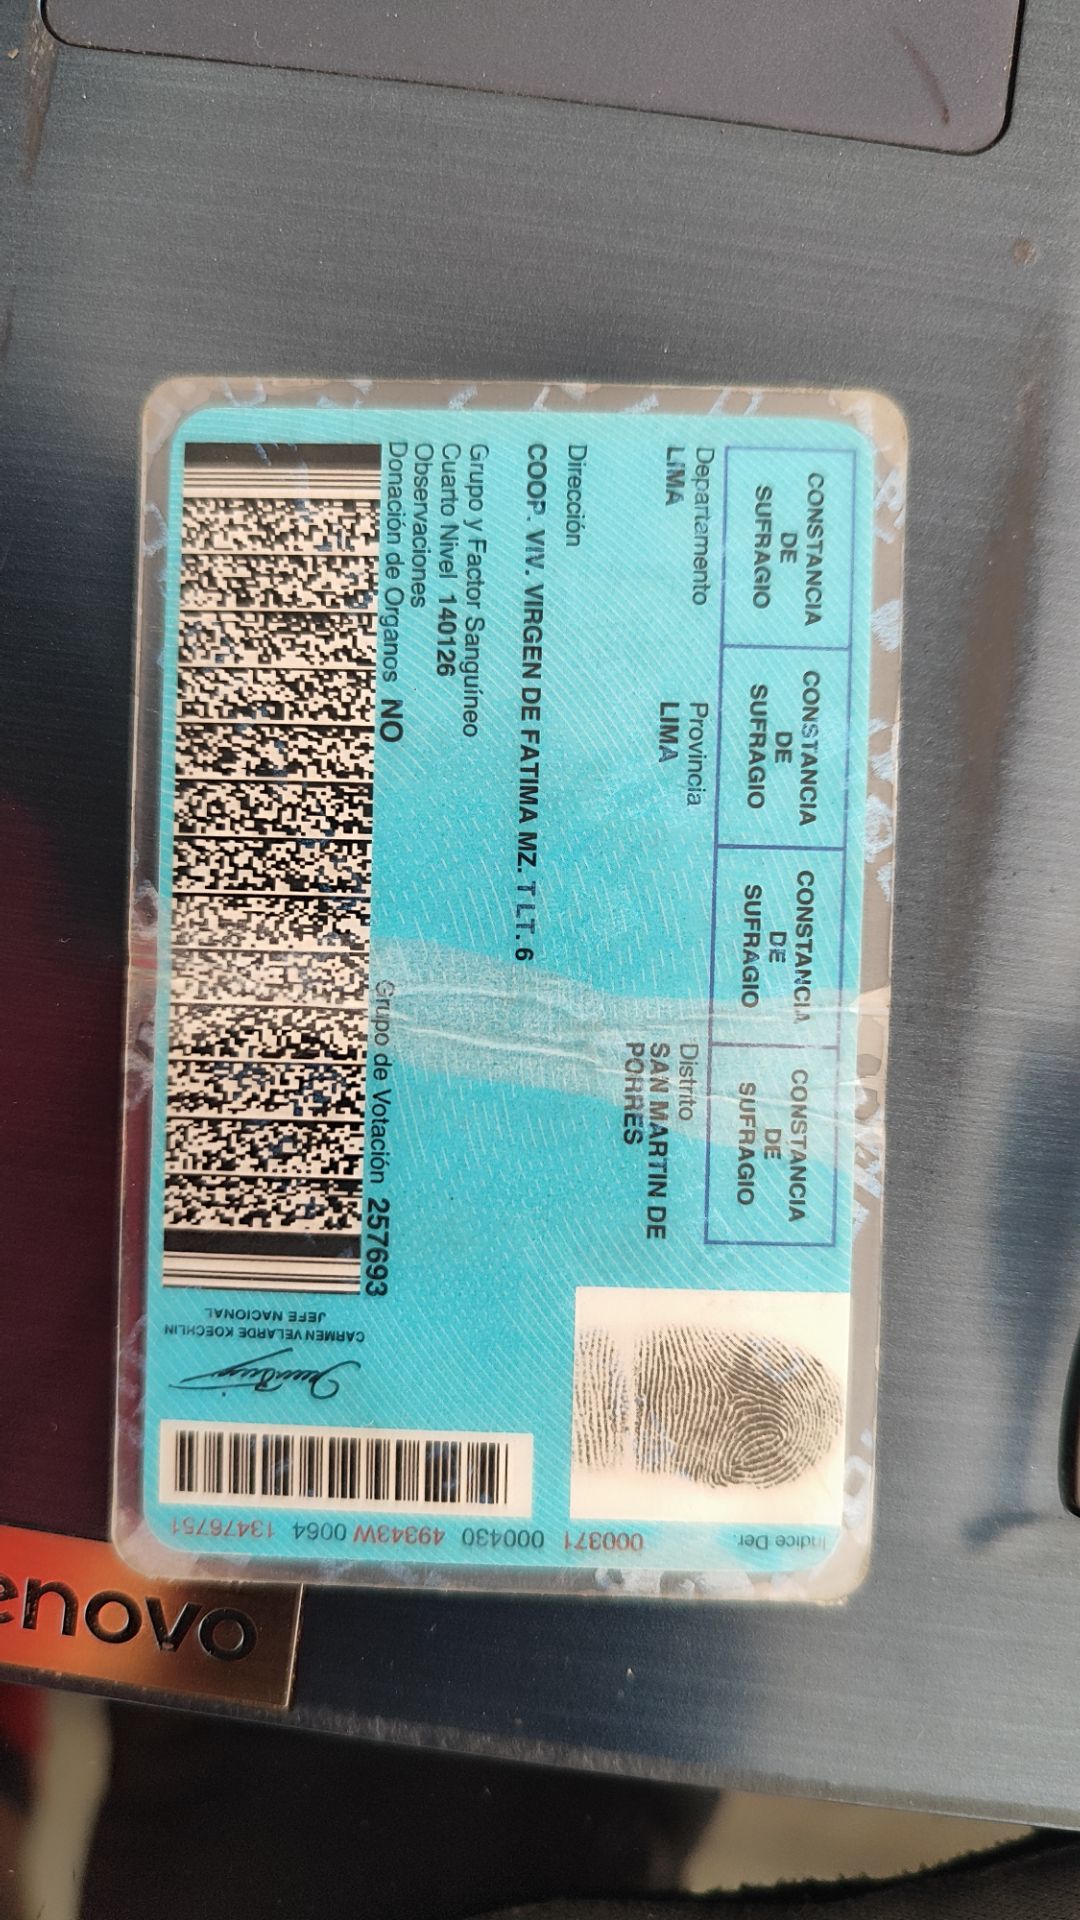 CONSTANCIA DE SUFRAGIO
CONSTANCIA DE SUFRAGIO
CONSTANCIA DE SUFRAGIO
CONSTANCIA DE SUFRAGIO
Departamento
LIMA
Provincia
LIMA
Distrito
SAN MARTIN DE
PORRES
Dirección
COOP. VIV. VIRGEN DE FATIMA MZ. T LT. 6
Grupo y Factor Sanguíneo
Cuarto Nivel 140126
Observaciones
Donación de Organos NO
Grupo de Votación 257693
CARMEN VELARDE KOECHLIN
JEFE NACIONAL
Indice Der.
000371 000430 49343W 0064 13476751
enovo